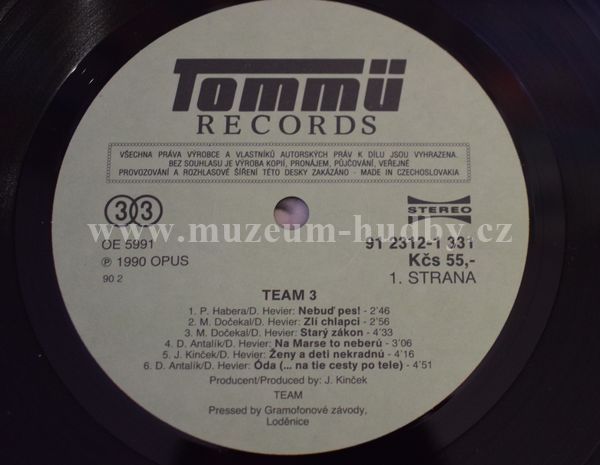 Tommü
RECORDS
VŠECHNA PRÁVA VÝROBCE A VLASTNÍKŮ AUTORSKÝCH PRÁV K DÍLU JSOU VYHRAZENA.
BEZ SOUHLASU JE VÝROBA KOPIÍ, PRONÁJEM, PŮJČOVÁNÍ, VEŘEJNÉ
PROVOZOVÁNÍ A ROZHLASOVÉ ŠÍŘENÍ TÉTO DESKY ZAKÁZÁNO - MADE IN CZECHOSLOVAKIA
33
STEREO
www.muzeum-hudby.cz
OE 5991
91 2312-1 331
℗ 1990 OPUS
Kčs 55,-
90 2
1. STRANA
TEAM 3
1. P. Habera/D. Hevier: Nebuď pes! - 2'46
2. M. Dočekal/D. Hevier: Zlí chlapci - 2'56
3. M. Dočekal/D. Hevier: Starý zákon - 4'33
4. D. Antalík/D. Hevier: Na Marse to neberú - 2'06
5. J. Kinček/D. Hevier: Ženy a deti nekradnú - 4'16
6. D. Antalík/D. Hevier: Óda (... na tie cesty po tele) - 4'51
Producent/Produced by: J. Kinček
TEAM
Pressed by Gramofonové závody,
Loděnice